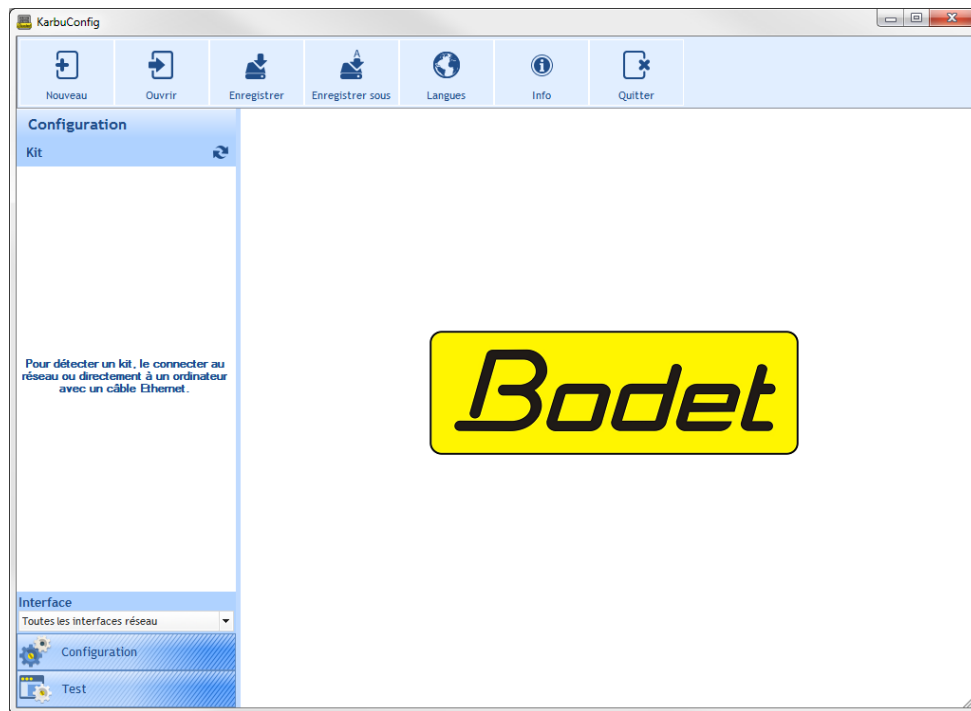 KarbuConfig
Nouveau
Ouvrir
Enregistrer
A
Enregistrer sous
Langues
Info
Quitter
Configuration
Kit
Pour détecter un kit, le connecter au
réseau ou directement à un ordinateur
avec un câble Ethernet.
Bodet
Interface
Toutes les interfaces réseau
Configuration
Test